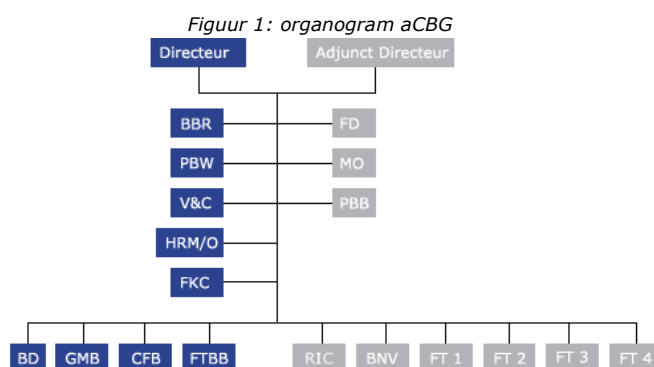 Figuur 1: organogram aCBG
Directeur Adjunct Directeur
BBR FD
PBW MO
V&C PBB
HRM/O
FKC
BD GMB CFB FTBB RIC BNV FT 1 FT 2 FT 3 FT 4